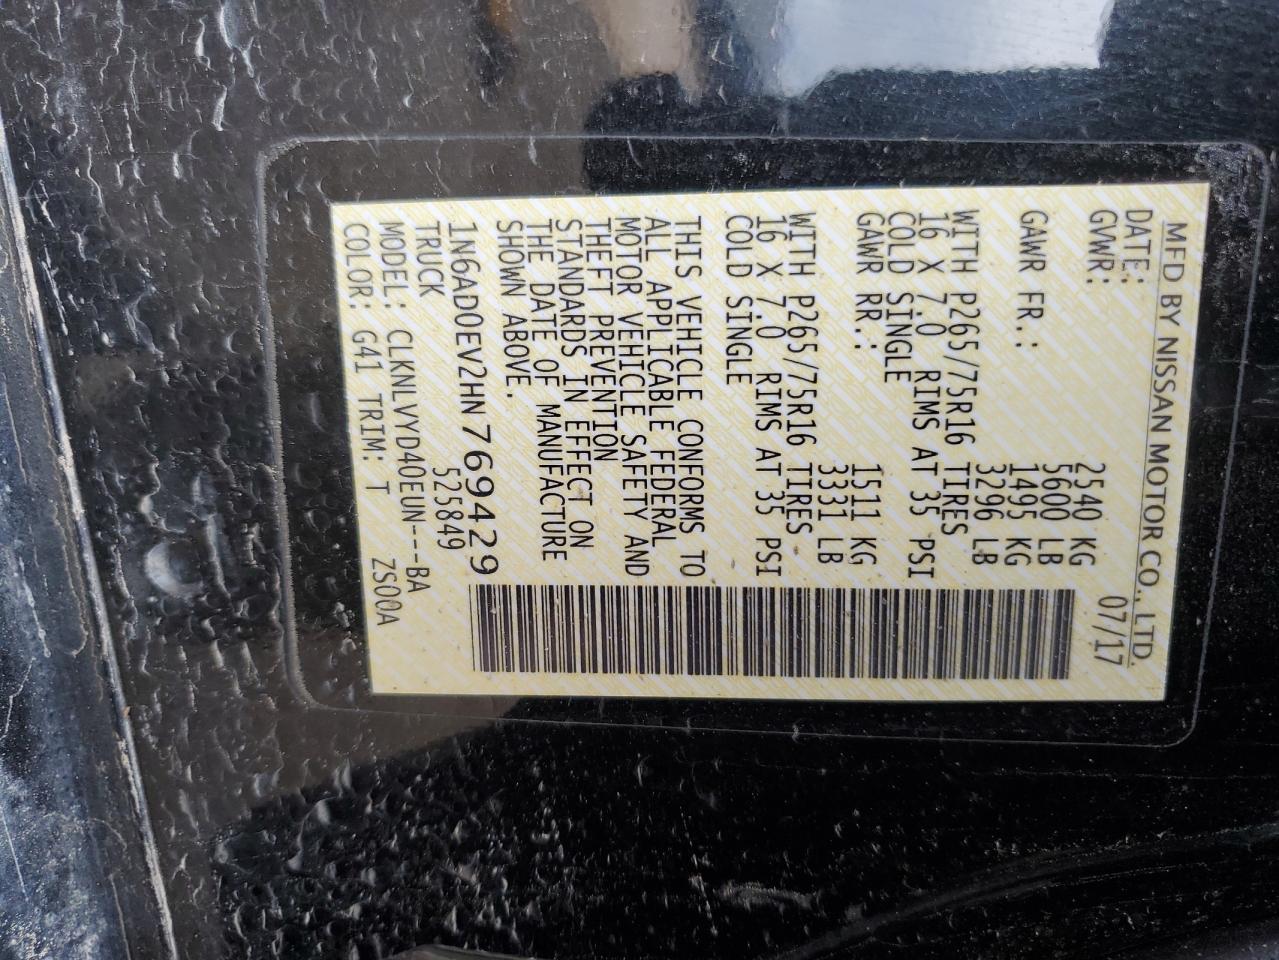 MFD BY NISSAN MOTOR CO., LTD.
DATE: 07/17
GVWR: 2540 KG
5600 LB
GAWR FR.: 1495 KG
3296 LB
WITH P265/75R16 TIRES
16 X 7.0 RIMS AT 35 PSI
COLD SINGLE
GAWR RR.: 1511 KG
3331 LB
WITH P265/75R16 TIRES
16 X 7.0 RIMS AT 35 PSI
COLD SINGLE
THIS VEHICLE CONFORMS TO
ALL APPLICABLE FEDERAL
MOTOR VEHICLE SAFETY AND
THEFT PREVENTION
STANDARDS IN EFFECT ON
THE DATE OF MANUFACTURE
SHOWN ABOVE.
1N6AD0EV2HN769429
TRUCK 525849
MODEL: CLKNLVYD40EUN---BA
COLOR: G41 TRIM: T ZS00A